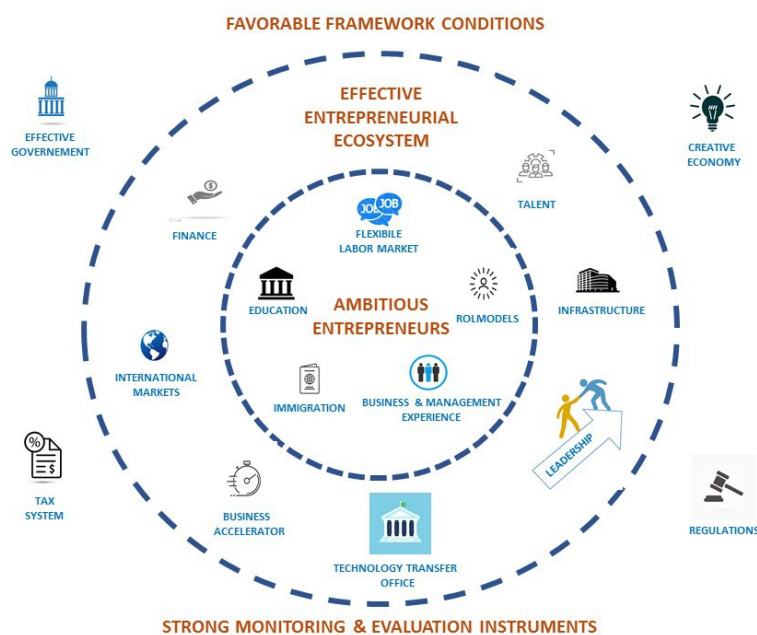 FAVORABLE FRAMEWORK CONDITIONS
EFFECTIVE
ENTREPRENEURIAL
ECOSYSTEM
EFFECTIVE
GOVERNEMENT
CREATIVE
ECONOMY
$
TALENT
FINANCE
JOB
JOB
FLEXIBILE
LABOR MARKET
EDUCATION
AMBITIOUS
ENTREPRENEURS
ROLMODELS
INFRASTRUCTURE
INTERNATIONAL
MARKETS
IMMIGRATION
BUSINESS & MANAGEMENT
EXPERIENCE
LEADERSHIP
%
$
TAX
SYSTEM
BUSINESS
ACCELERATOR
TECHNOLOGY TRANSFER
OFFICE
REGULATIONS
STRONG MONITORING & EVALUATION INSTRUMENTS